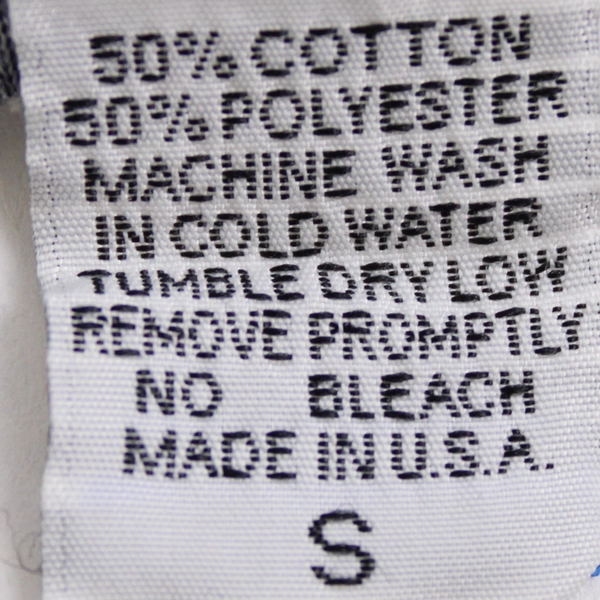 50% COTTON
50% POLYESTER
MACHINE WASH
IN COLD WATER
TUMBLE DRY LOW
REMOVE PROMPTLY
NO BLEACH
MADE IN U.S.A.
S